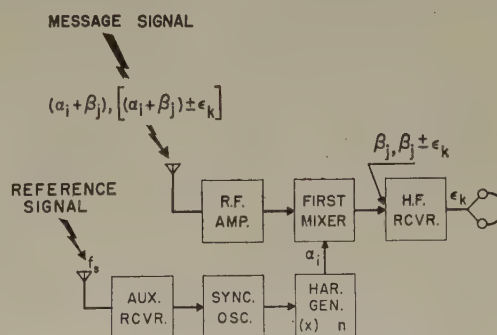 MESSAGE SIGNAL
(αi + βj), [(αi + βj) ± ϵk]
βj, βj ± ϵk
REFERENCE
SIGNAL
fs
R.F.
AMP.
FIRST
MIXER
H.F.
RCVR.
ϵk
αi
AUX.
RCVR.
SYNC.
OSC.
HAR.
GEN.
(x) n